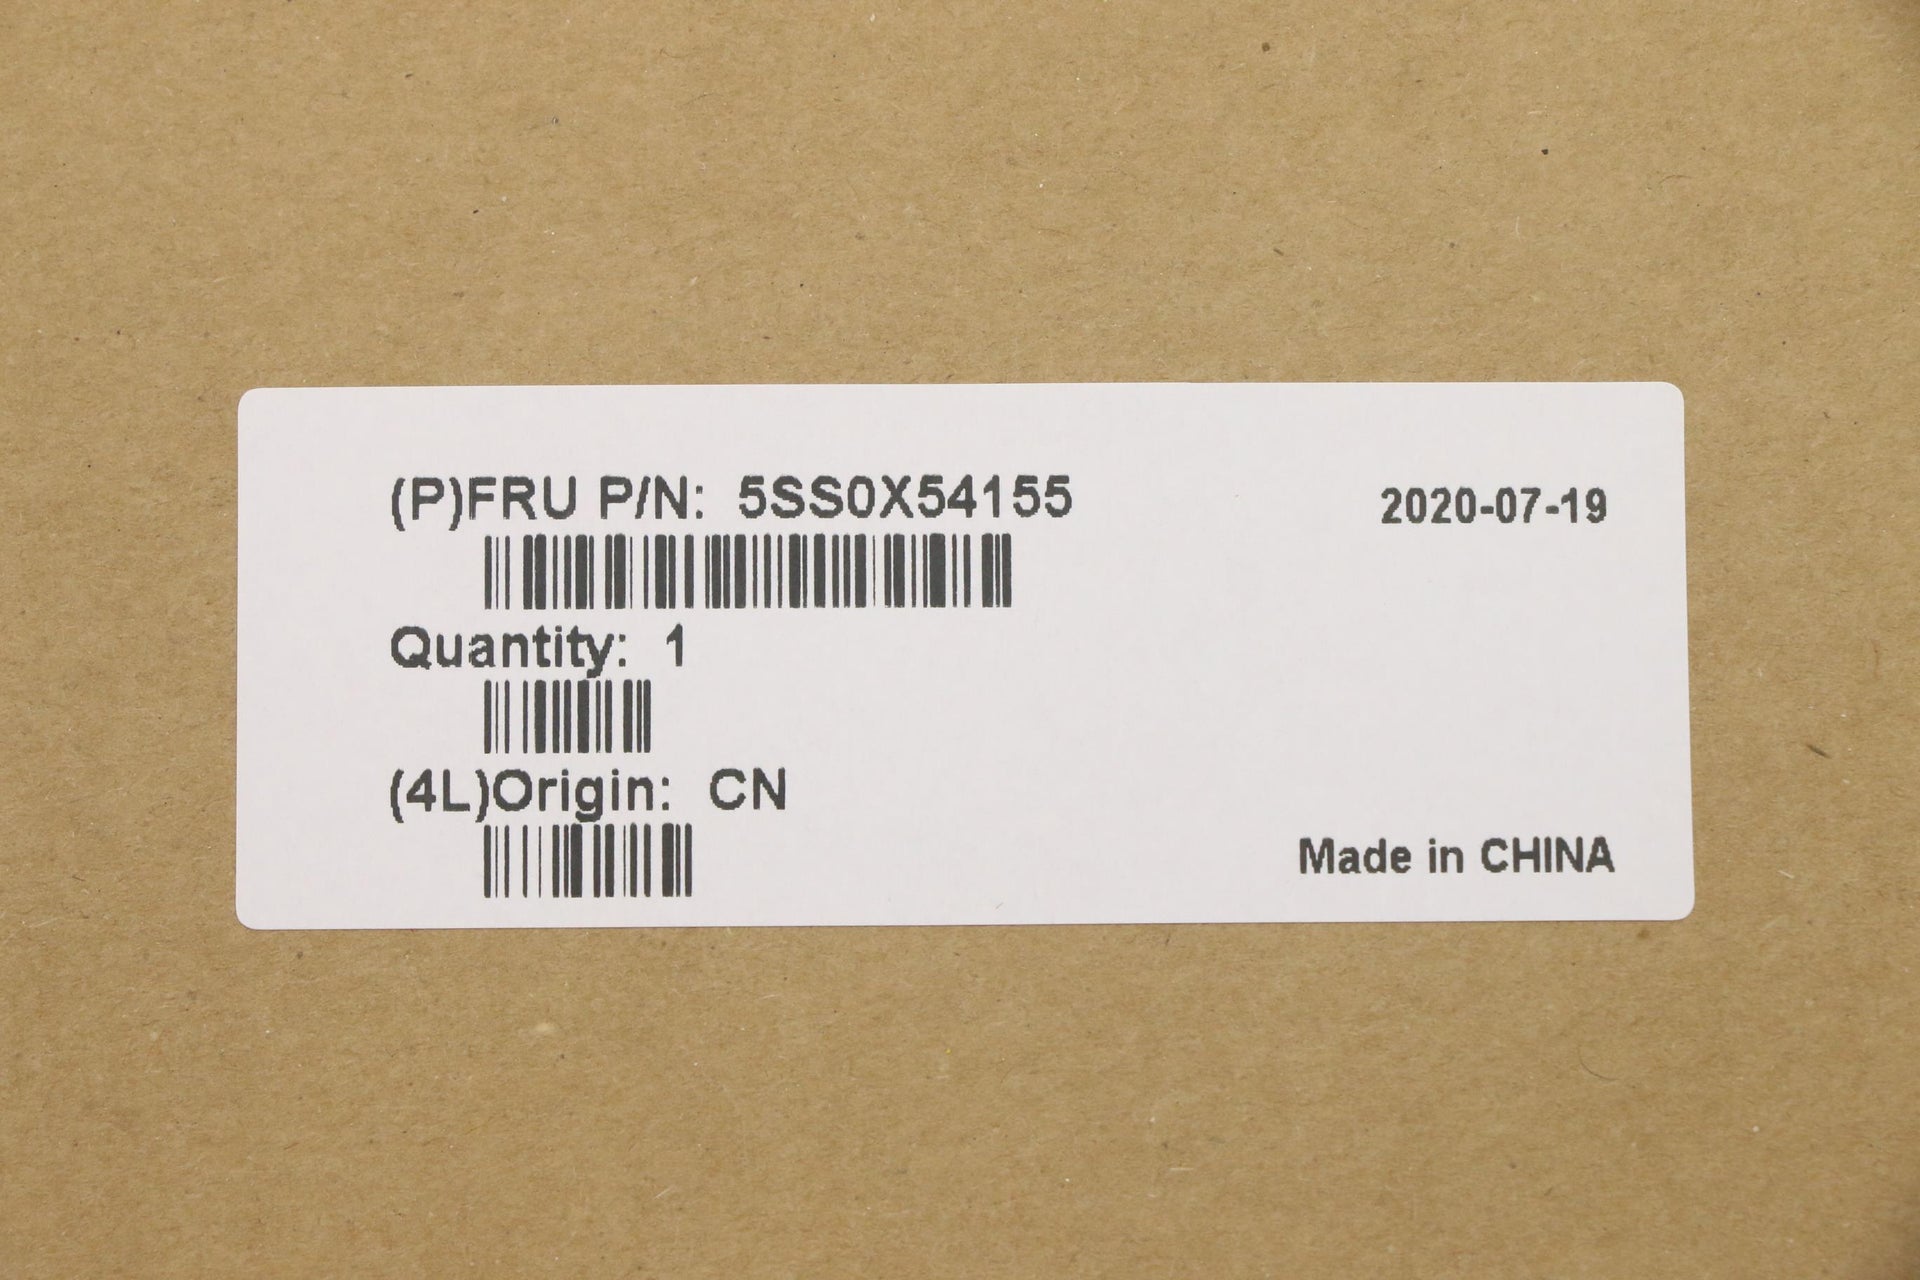 (P)FRU P/N: 5SS0X54155
2020-07-19
Quantity: 1
(4L)Origin: CN
Made in CHINA